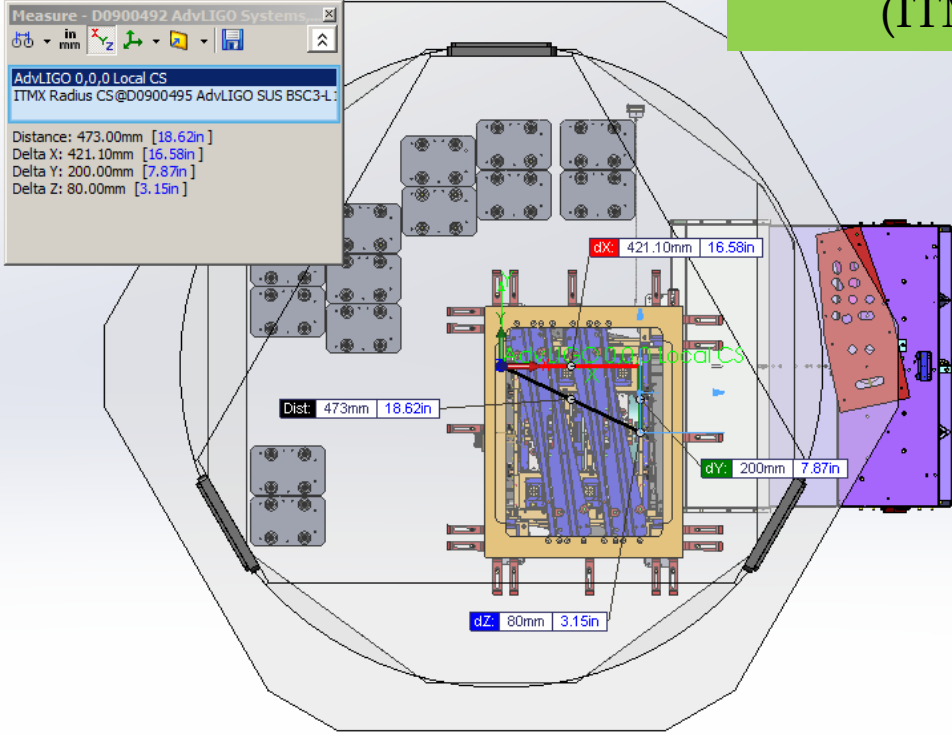 Measure - D0900492 AdvLIGO Systems,...
in
mm
X Y Z
(ITM
AdvLIGO 0,0,0 Local CS
ITMX Radius CS@D0900495 AdvLIGO SUS BSC3-L1
Distance: 473.00mm [18.62in]
Delta X: 421.10mm [16.58in]
Delta Y: 200.00mm [7.87in]
Delta Z: 80.00mm [3.15in]
dX: 421.10mm 16.58in
Y
AdvLIGO 0,0,0 Local CS
X
Dist: 473mm 18.62in
dY: 200mm 7.87in
dZ: 80mm 3.15in